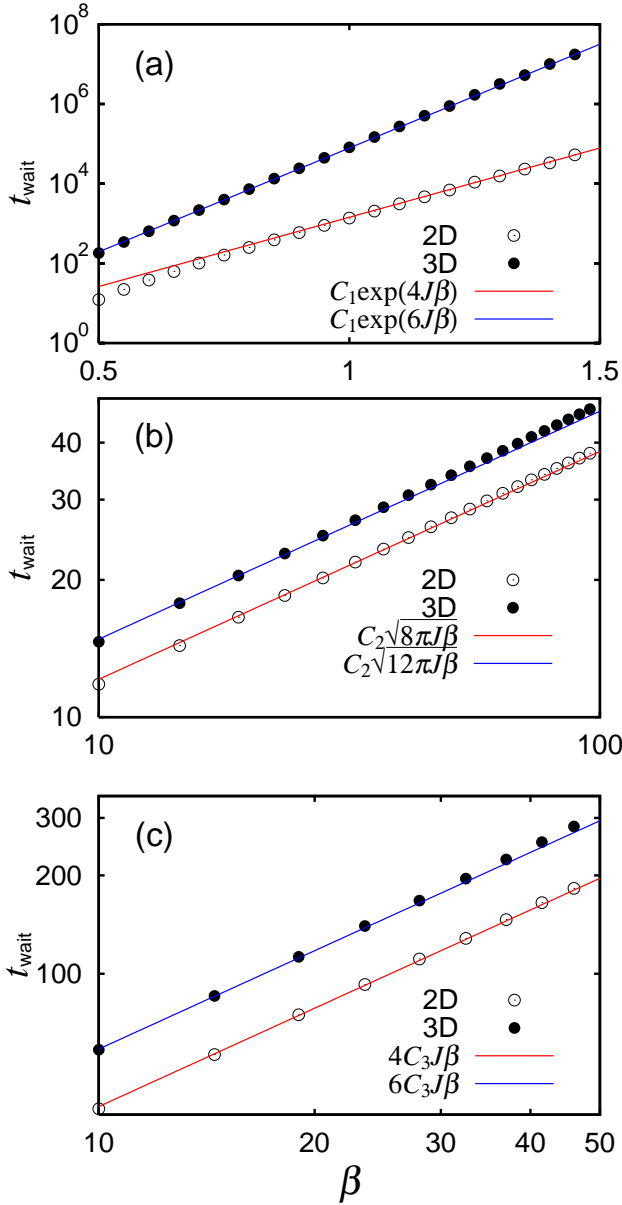 10^8
(a)
10^6
t_wait
10^4
2D
10^2
3D
C_1exp(4Jβ)
C_1exp(6Jβ)
10^0
0.5 1 1.5
(b)
40
30
t_wait
20
2D
3D
C_2√8πJβ
C_2√12πJβ
10
10 100
300
(c)
200
t_wait
100
2D
3D
4C_3Jβ
6C_3Jβ
10 20 30 40 50
β